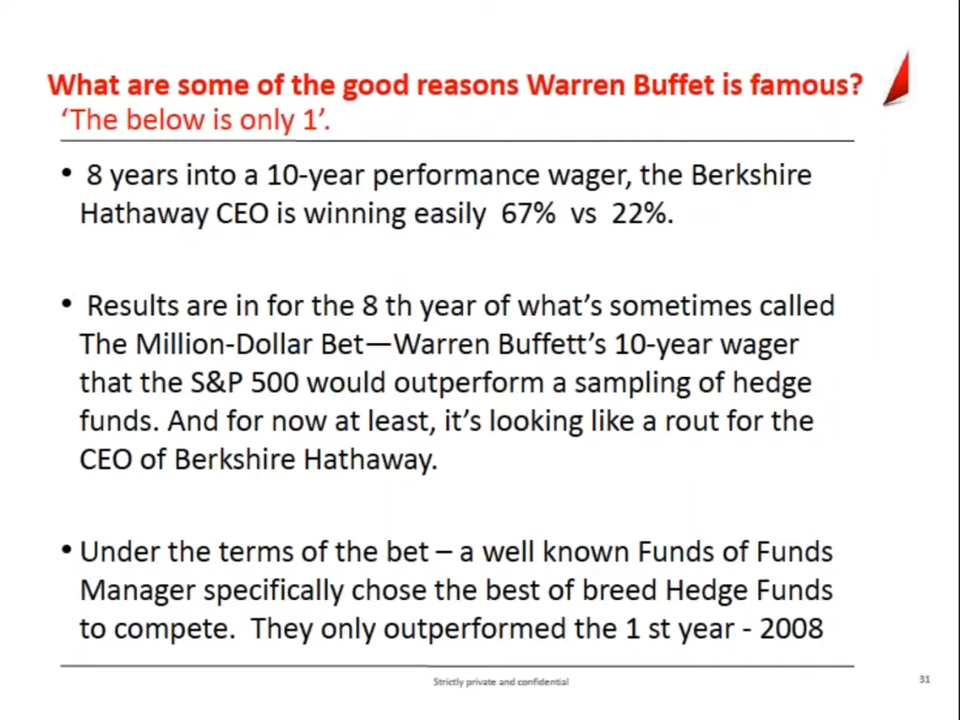 What are some of the good reasons Warren Buffet is famous?
‘The below is only 1’.
• 8 years into a 10-year performance wager, the Berkshire
Hathaway CEO is winning easily 67% vs 22%.
• Results are in for the 8 th year of what’s sometimes called
The Million-Dollar Bet—Warren Buffett’s 10-year wager
that the S&P 500 would outperform a sampling of hedge
funds. And for now at least, it’s looking like a rout for the
CEO of Berkshire Hathaway.
• Under the terms of the bet – a well known Funds of Funds
Manager specifically chose the best of breed Hedge Funds
to compete. They only outperformed the 1 st year - 2008
Strictly private and confidential
31